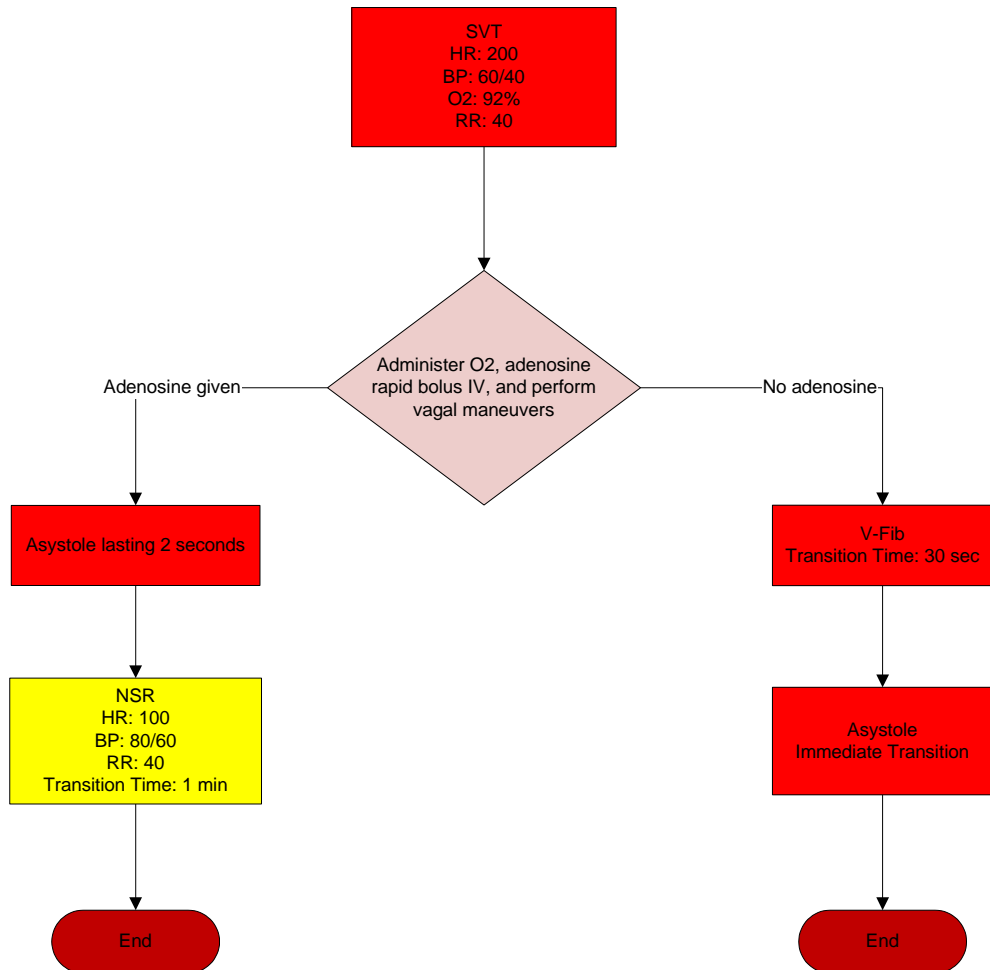 SVT
HR: 200
BP: 60/40
O2: 92%
RR: 40
Administer O2, adenosine
rapid bolus IV, and perform
vagal maneuvers
Adenosine given
No adenosine
Asystole lasting 2 seconds
V-Fib
Transition Time: 30 sec
NSR
HR: 100
BP: 80/60
RR: 40
Transition Time: 1 min
Asystole
Immediate Transition
End
End